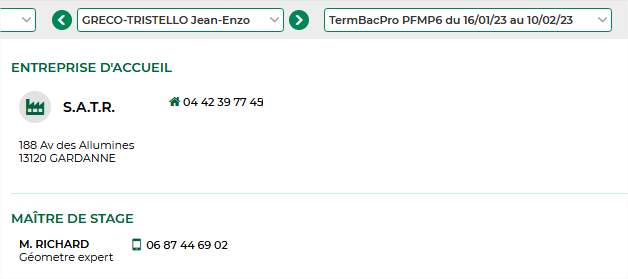 GRECO-TRISTELLO Jean-Enzo TermBacPro PFMP6 du 16/01/23 au 10/02/23
ENTREPRISE D'ACCUEIL
S.A.T.R. 04 42 39 77 45
188 Av des Allumines
13120 GARDANNE
MAÎTRE DE STAGE
M. RICHARD 06 87 44 69 02
Géometre expert